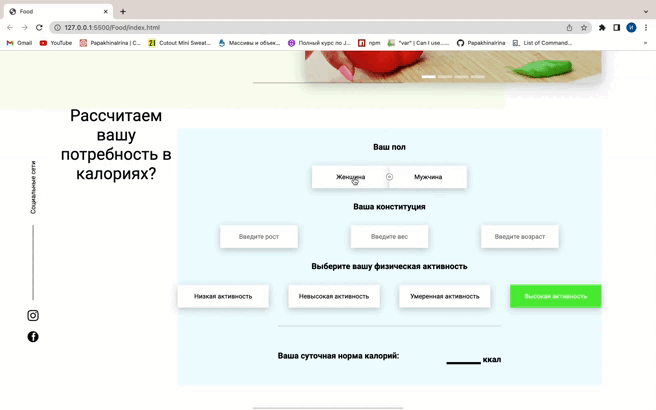 Food
127.0.0.1:5500/Food/index.html
Gmail
YouTube
Papakhinairina | C...
Cutout Mini Sweat...
Массивы и объек...
Полный курс по J...
npm
"var" | Can I use.......
PapakhinaIrina
List of Command...
Рассчитаем
вашу
потребность в
калориях?
Социальные сети
Ваш пол
Женщина
Мужчина
Ваша конституция
Введите рост
Введите вес
Введите возраст
Выберите вашу физическая активность
Низкая активность
Невысокая активность
Умеренная активность
Высокая активность
Ваша суточная норма калорий:
ккал